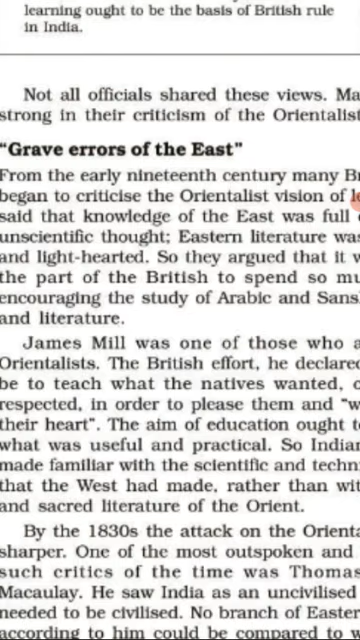 learning ought to be the basis of British rule
in India.
Not all officials shared these views. Ma
strong in their criticism of the Orientalist
"Grave errors of the East"
From the early nineteenth century many Br
began to criticise the Orientalist vision of le
said that knowledge of the East was full
unscientific thought; Eastern literature was
and light-hearted. So they argued that it w
the part of the British to spend so mu
encouraging the study of Arabic and Sans
and literature.
James Mill was one of those who a
Orientalists. The British effort, he declared
be to teach what the natives wanted, o
respected, in order to please them and "w
their heart". The aim of education ought to
what was useful and practical. So Indian
made familiar with the scientific and techn
that the West had made, rather than wit
and sacred literature of the Orient.
By the 1830s the attack on the Orienta
sharper. One of the most outspoken and
such critics of the time was Thomas
Macaulay. He saw India as an uncivilised
needed to be civilised. No branch of Easter
according to him could be compared to